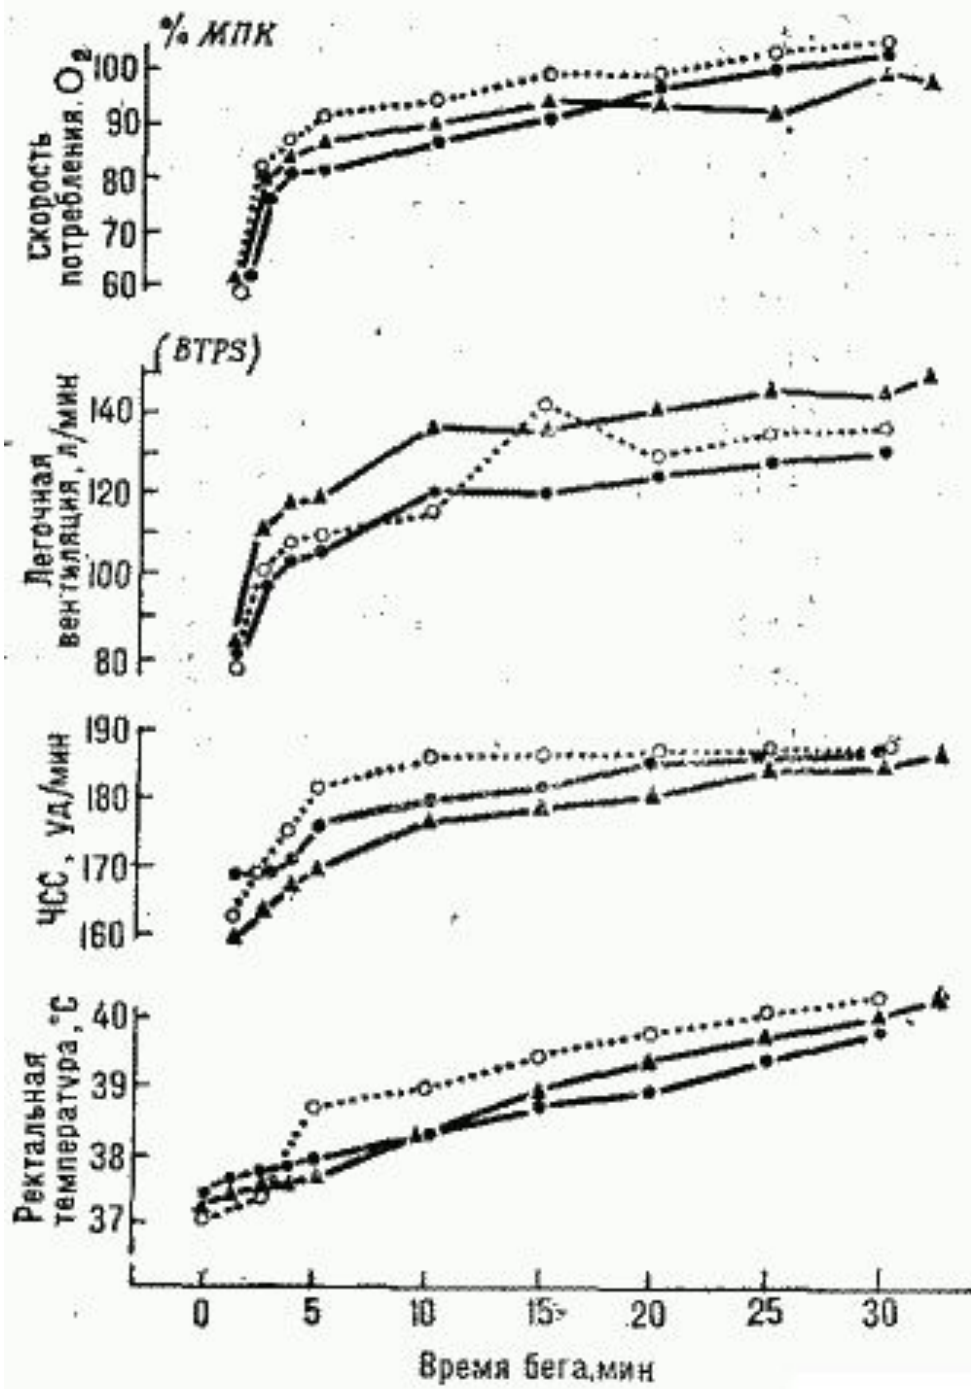 % МПК
Скорость
потребления O₂
100
90
80
70
60
(BTPS)
Легочная
вентиляция, л/мин
140
120
100
80
ЧСС, уд/мин
190
180
170
160
Ректальная
температура, °С
40
39
38
37
0 5 10 15 20 25 30
Время бега, мин